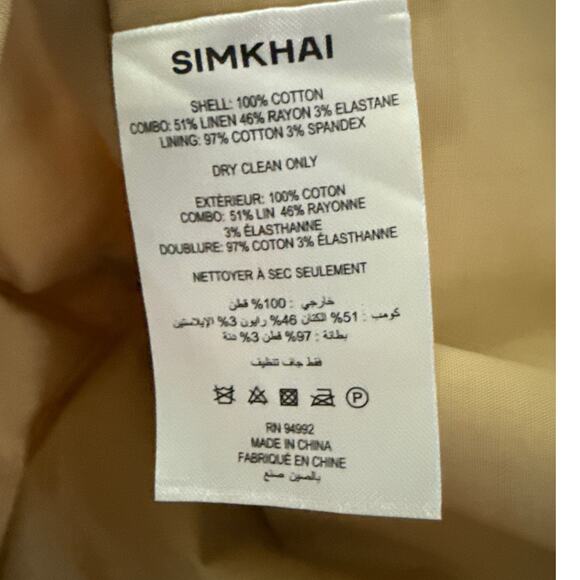 SIMKHAI
SHELL: 100% COTTON
COMBO: 51% LINEN 46% RAYON 3% ELASTANE
LINING: 97% COTTON 3% SPANDEX
DRY CLEAN ONLY
EXTÉRIEUR: 100% COTON
COMBO: 51% LIN 46% RAYONNE
3% ÉLASTHANNE
DOUBLURE: 97% COTON 3% ÉLASTHANNE
NETTOYER À SEC SEULEMENT
خارجي : 100% قطن
كومب : 51% الكتان 46% رايون 3% الإيلاستين
بطانة : 97% قطن 3% دنة
فقط جاف تنظيف
P
RN 94992
MADE IN CHINA
FABRIQUÉ EN CHINE
بالصين صنع